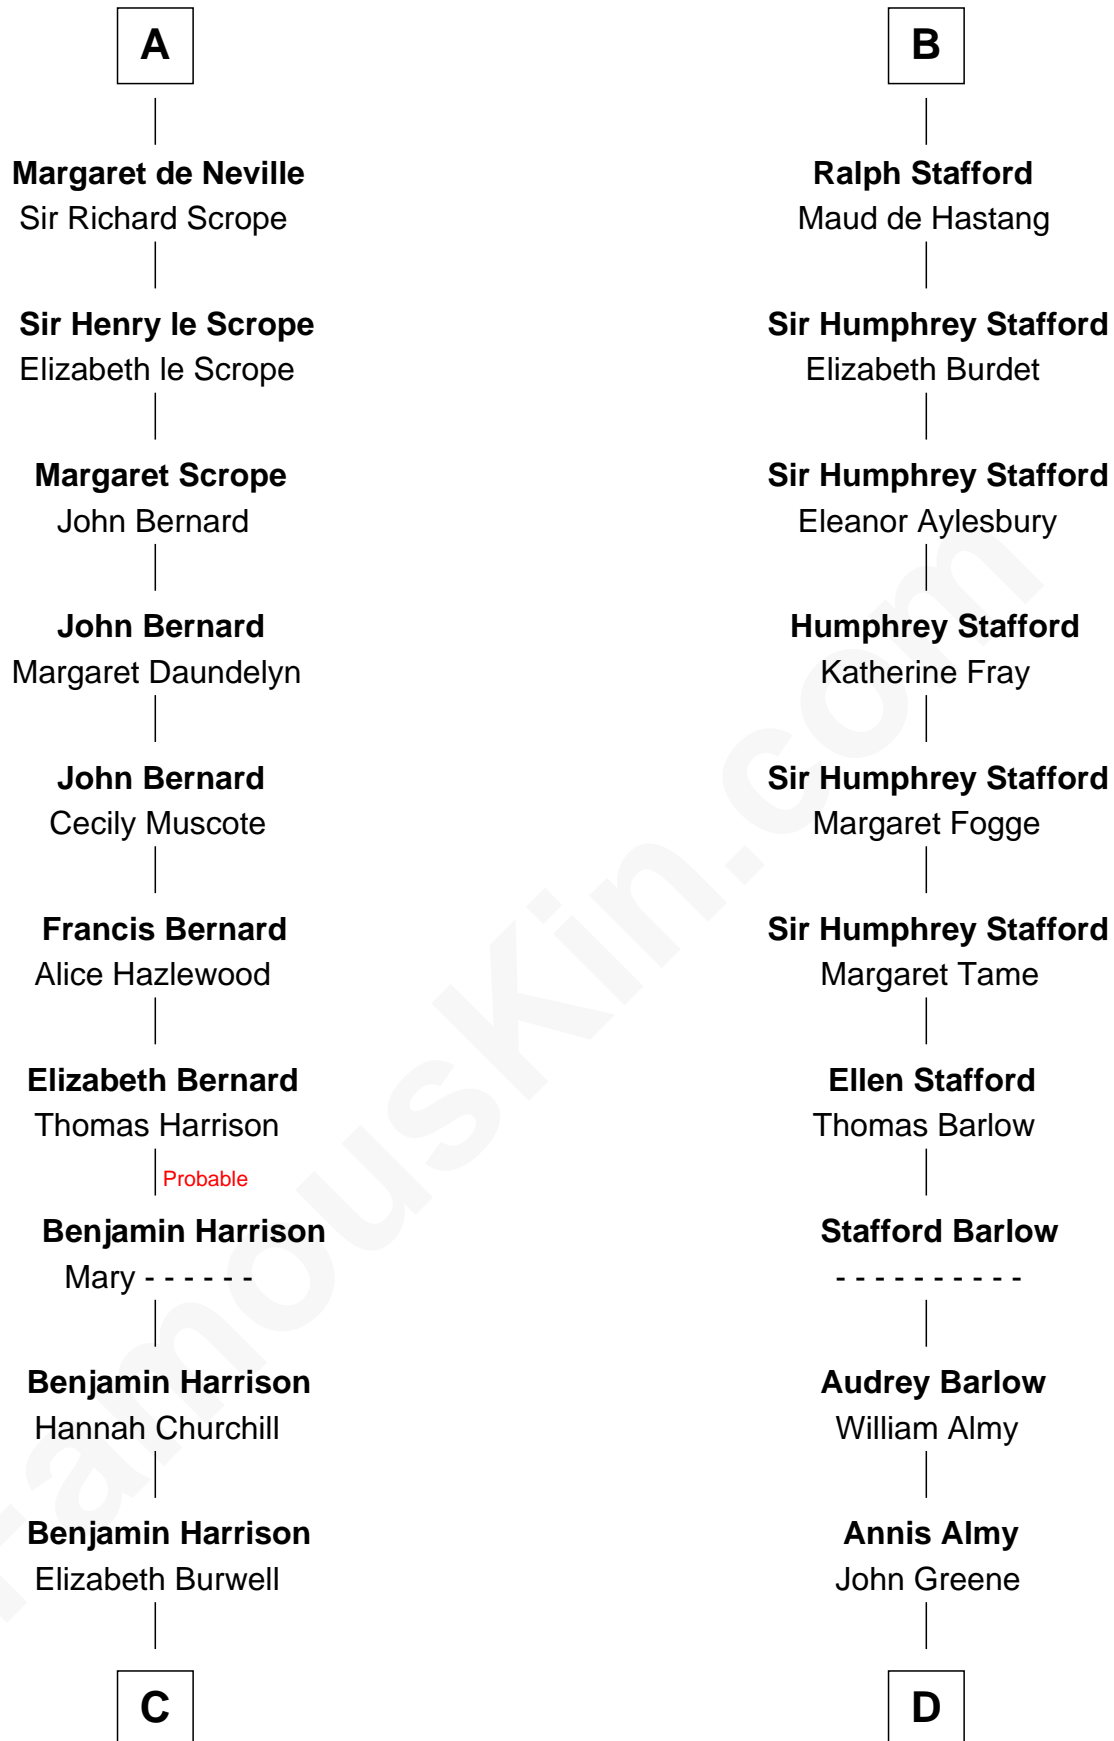 A
Margaret de Neville
Sir Richard Scrope
Sir Henry le Scrope
Elizabeth le Scrope
Margaret Scrope
John Bernard
John Bernard
Margaret Daundelyn
John Bernard
Cecily Muscote
Francis Bernard
Alice Hazlewood
Elizabeth Bernard
Thomas Harrison
Probable
Benjamin Harrison
Mary - - - - - -
Benjamin Harrison
Hannah Churchill
Benjamin Harrison
Elizabeth Burwell
C
B
Ralph Stafford
Maud de Hastang
Sir Humphrey Stafford
Elizabeth Burdet
Sir Humphrey Stafford
Eleanor Aylesbury
Humphrey Stafford
Katherine Fray
Sir Humphrey Stafford
Margaret Fogge
Sir Humphrey Stafford
Margaret Tame
Ellen Stafford
Thomas Barlow
Stafford Barlow
- - - - - - - - - -
Audrey Barlow
William Almy
Annis Almy
John Greene
D
FamousKin.com